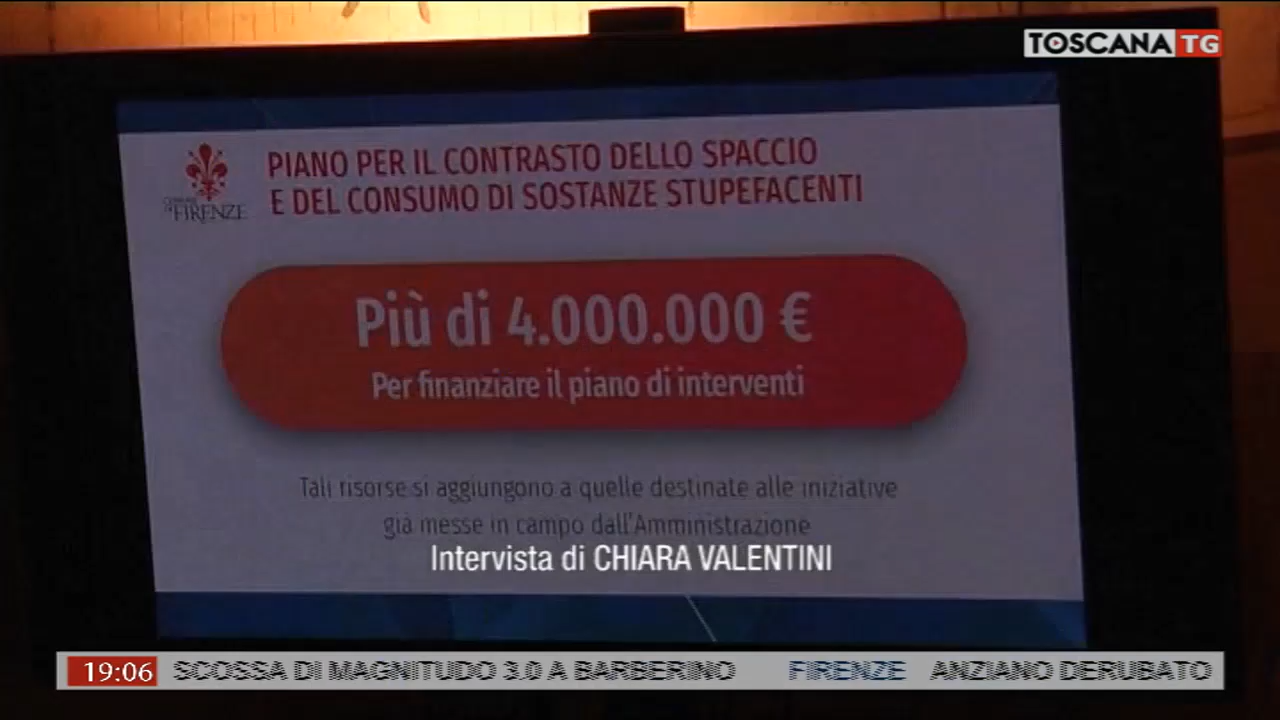 TOSCANA TG
PIANO PER IL CONTRASTO DELLO SPACCIO
E DEL CONSUMO DI SOSTANZE STUPEFACENTI
COMUNE
DI FIRENZE
Più di 4.000.000 €
Per finanziare il piano di interventi
Tali risorse si aggiungono a quelle destinate alle iniziative
già messe in campo dall'Amministrazione
Intervista di CHIARA VALENTINI
19:06 SCOSSA DI MAGNITUDO 3.0 A BARBERINO FIRENZE ANZIANO DERUBATO